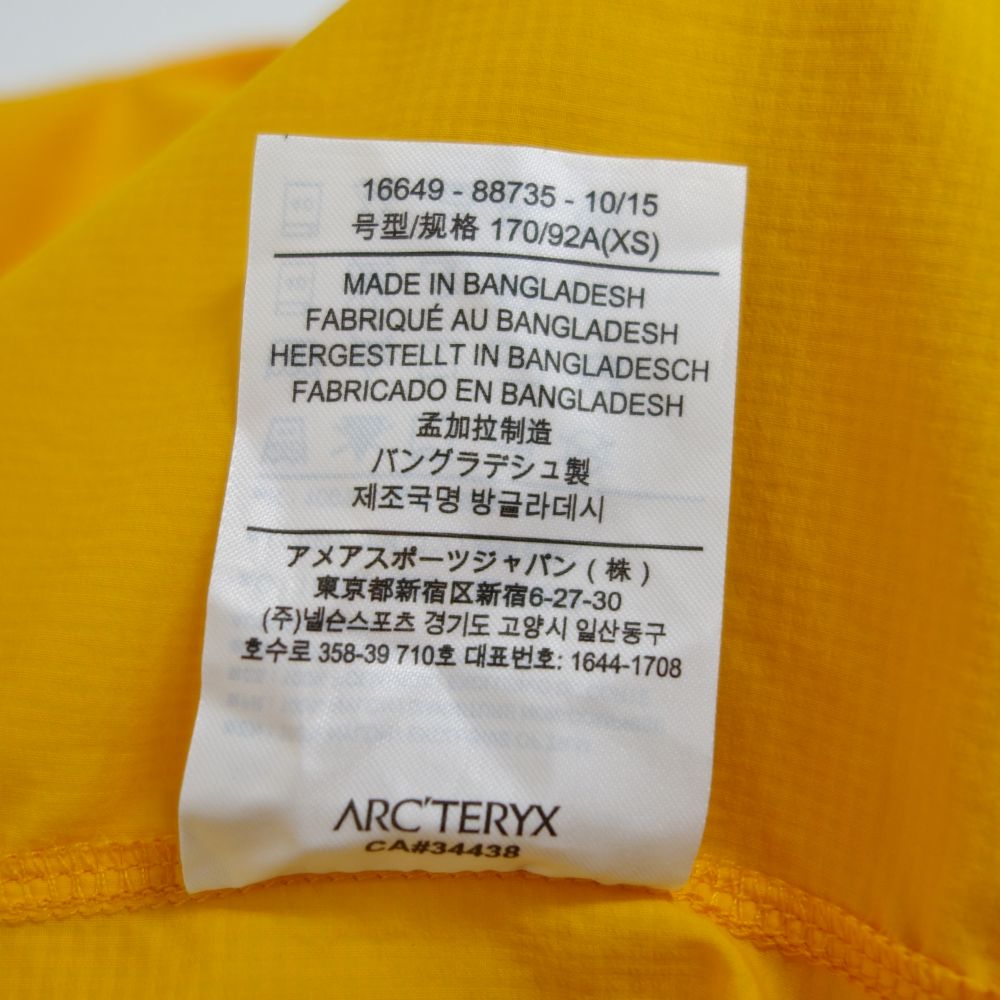 16649 - 88735 - 10/15
号型/规格 170/92A(XS)
MADE IN BANGLADESH
FABRIQUÉ AU BANGLADESH
HERGESTELLT IN BANGLADESCH
FABRICADO EN BANGLADESH
孟加拉制造
バングラデシュ製
제조국명 방글라데시
アメアスポーツジャパン(株)
東京都新宿区新宿6-27-30
(주)넬슨스포츠 경기도 고양시 일산동구
호수로 358-39 710호 대표번호: 1644-1708
ARC'TERYX
CA#34438